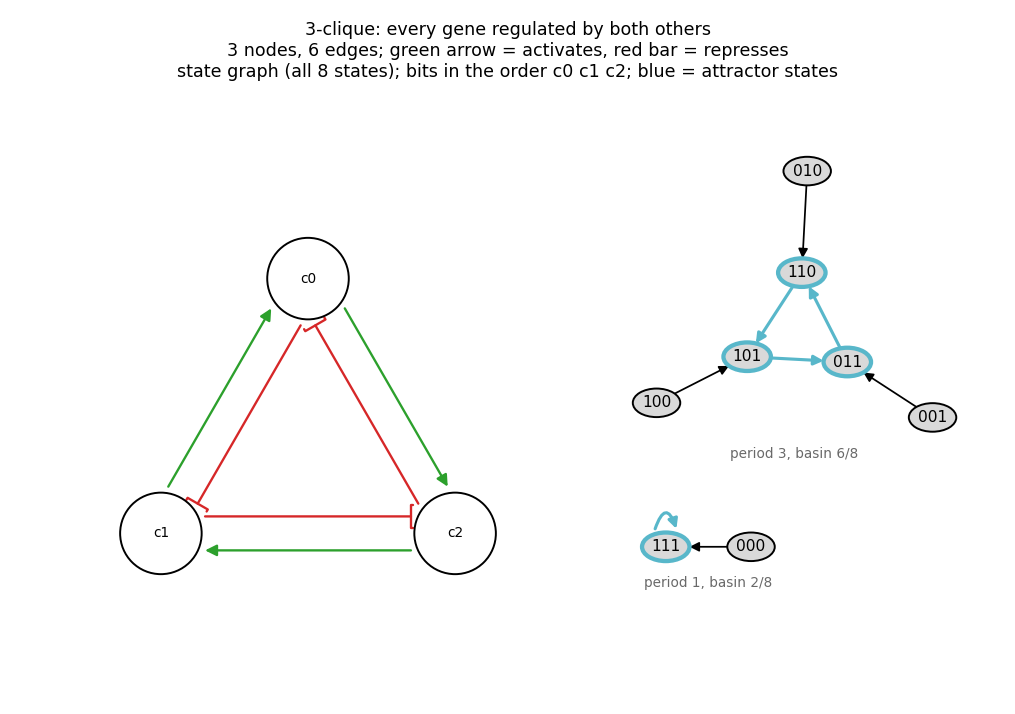 3-clique: every gene regulated by both others
3 nodes, 6 edges; green arrow = activates, red bar = represses
state graph (all 8 states); bits in the order c0 c1 c2; blue = attractor states
010
c0
110
101
011
100
001
period 3, basin 6/8
c1
c2
111
000
period 1, basin 2/8